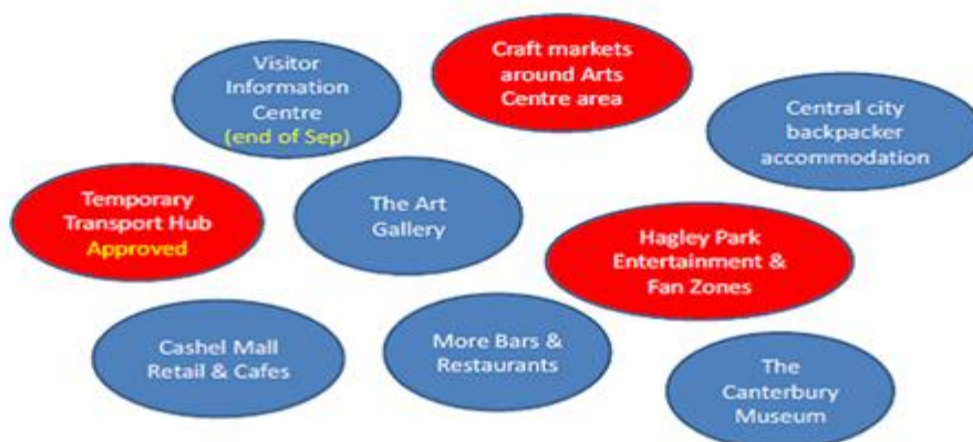 Visitor
Information
Centre
(end of Sep)
Craft markets
around Arts
Centre area
Central city
backpacker
accommodation
Temporary
Transport Hub
Approved
The Art
Gallery
Hagley Park
Entertainment &
Fan Zones
Cashel Mall
Retail & Cafes
More Bars &
Restaurants
The
Canterbury
Museum